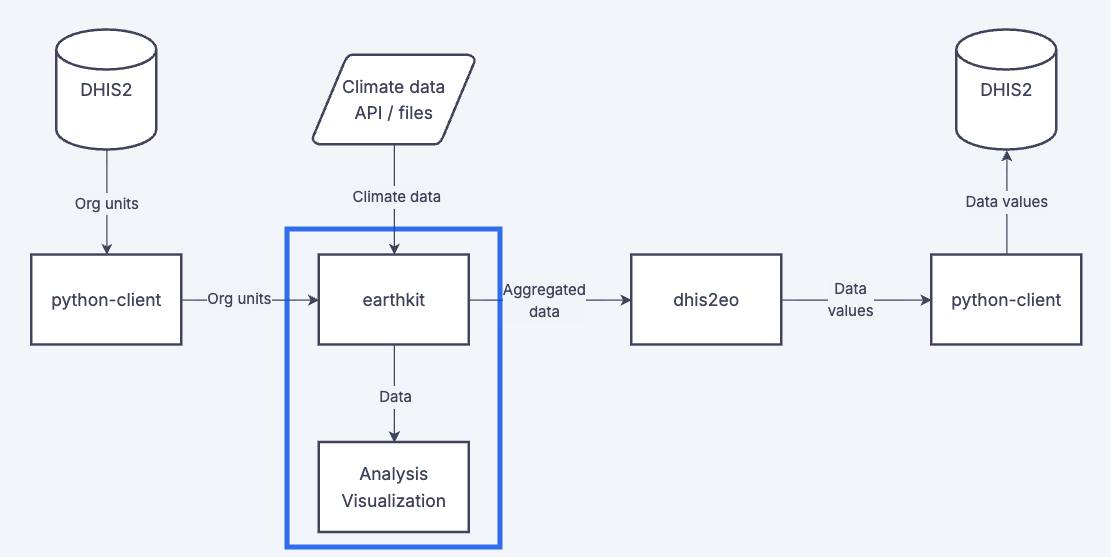 DHIS2
Climate data
API / files
DHIS2
Org units
Climate data
Data values
python-client
Org units
earthkit
Aggregated
data
dhis2eo
Data
values
python-client
Data
Analysis
Visualization